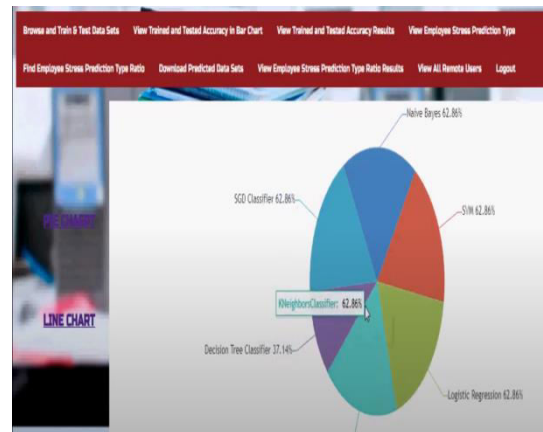 Browse and Train & Test Data Sets View Trained and Tested Accuracy in Bar Chart View Trained and Tested Accuracy Results View Employee Stress Prediction Type
Find Employee Stress Prediction Type Ratio Download Predicted Data Sets View Employee Stress Prediction Type Ratio Results View All Remote Users Logout
Naive Bayes 62.86%
SGD Classifier 62.86%
SVM 62.86%
PIE CHART
KNeighborsClassifier: 62.86%
LINE CHART
Decision Tree Classifier 37.14%
Logistic Regression 62.86%